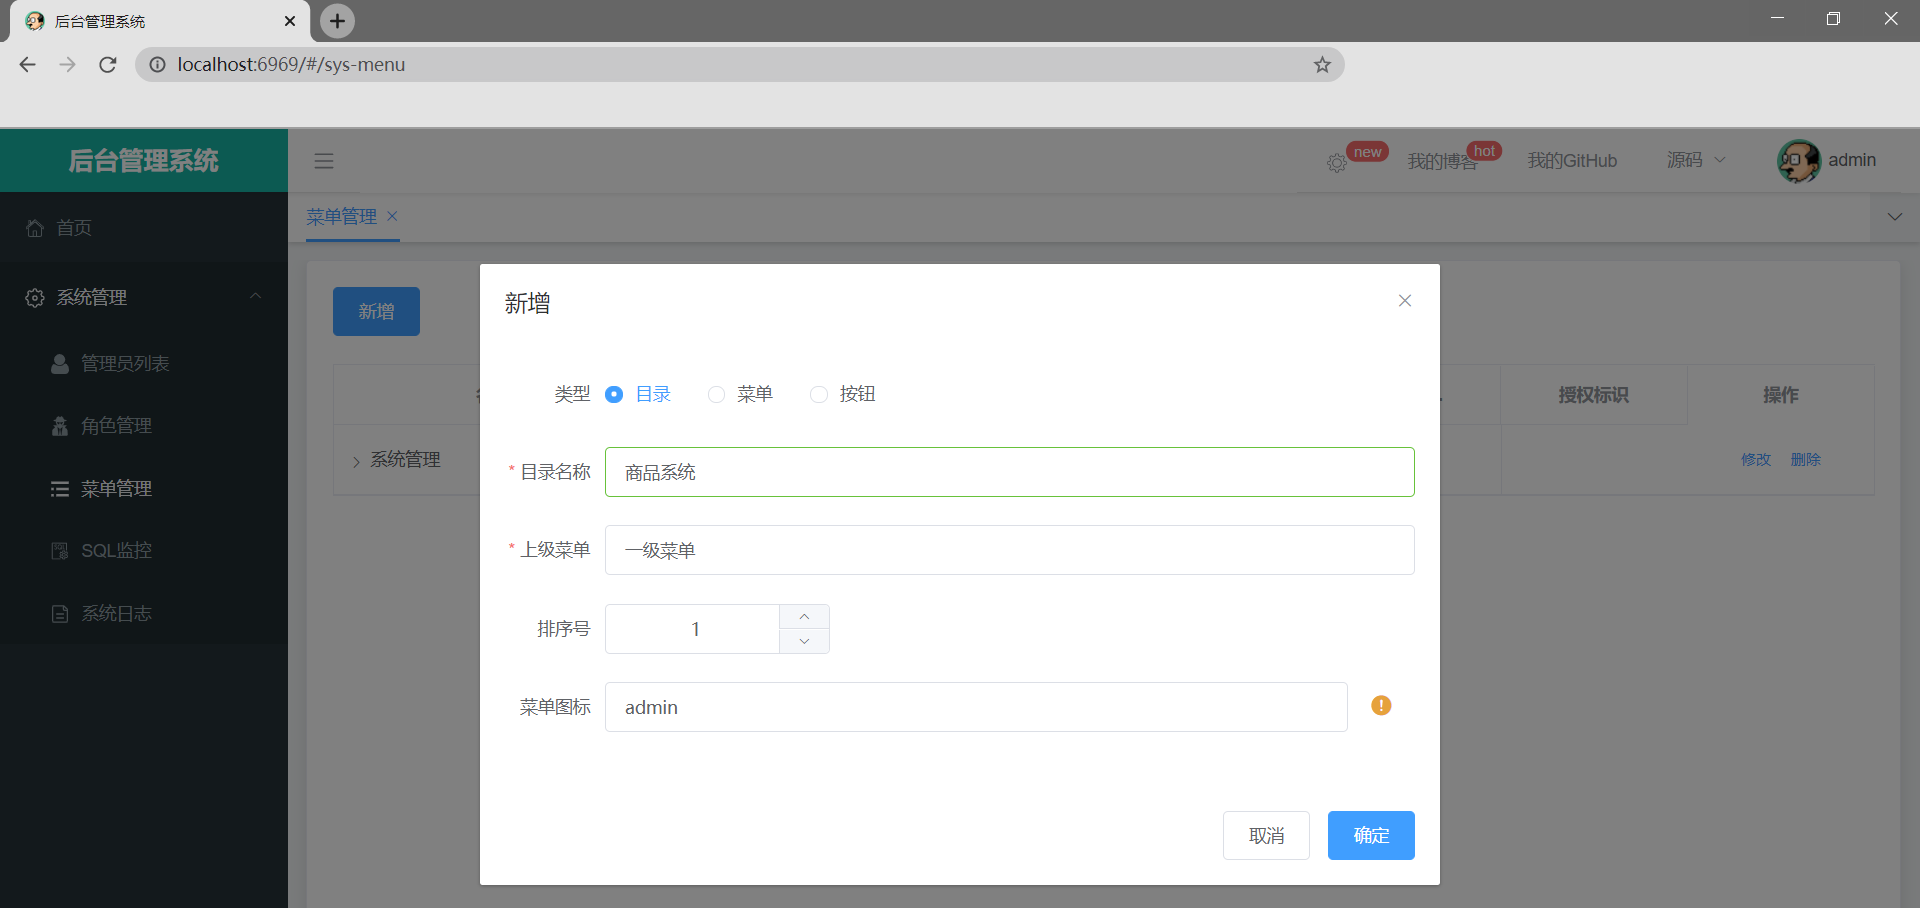 后台管理系统
localhost:6969/#/sys-menu
后台管理系统
new
我的博客
hot
我的GitHub
源码
admin
首页
菜单管理
系统管理
管理员列表
角色管理
菜单管理
SQL监控
系统日志
新增
授权标识
操作
系统管理
修改
删除
新增
类型
目录
菜单
按钮
* 目录名称
商品系统
* 上级菜单
一级菜单
排序号
1
菜单图标
admin
取消
确定